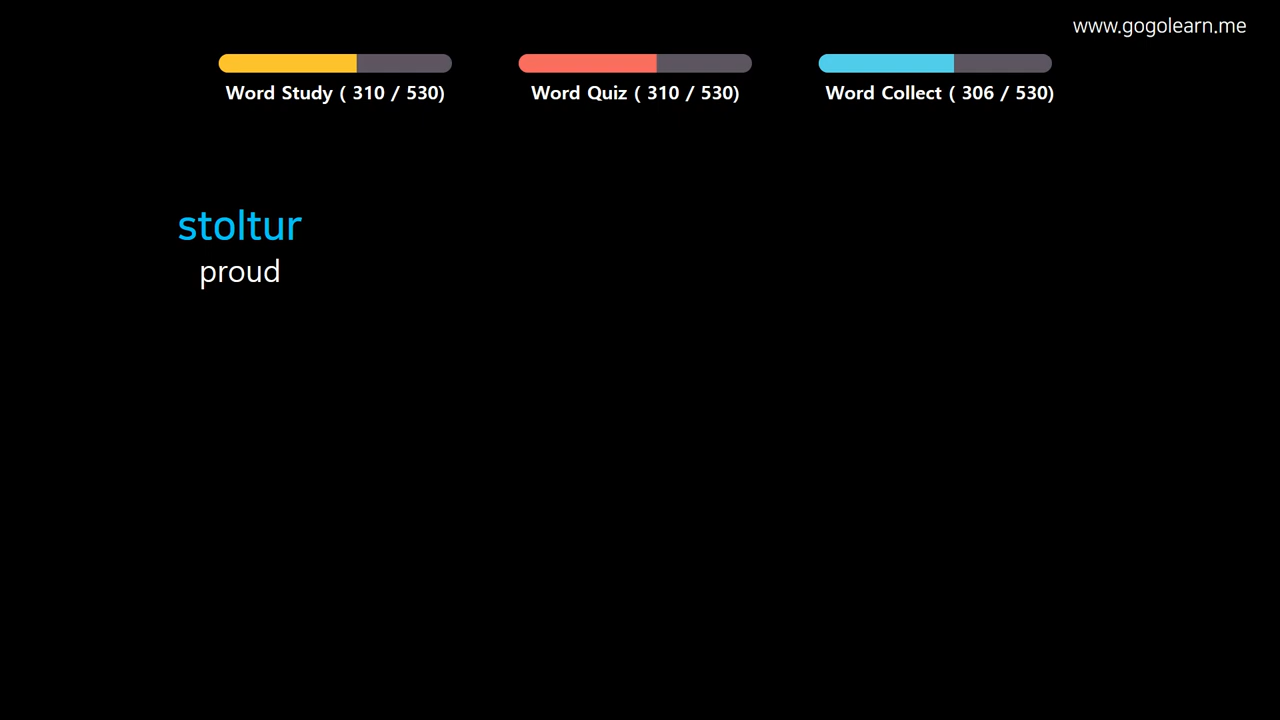 www.gogolearn.me
Word Study ( 310 / 530)
Word Quiz ( 310 / 530)
Word Collect ( 306 / 530)
stoltur
proud